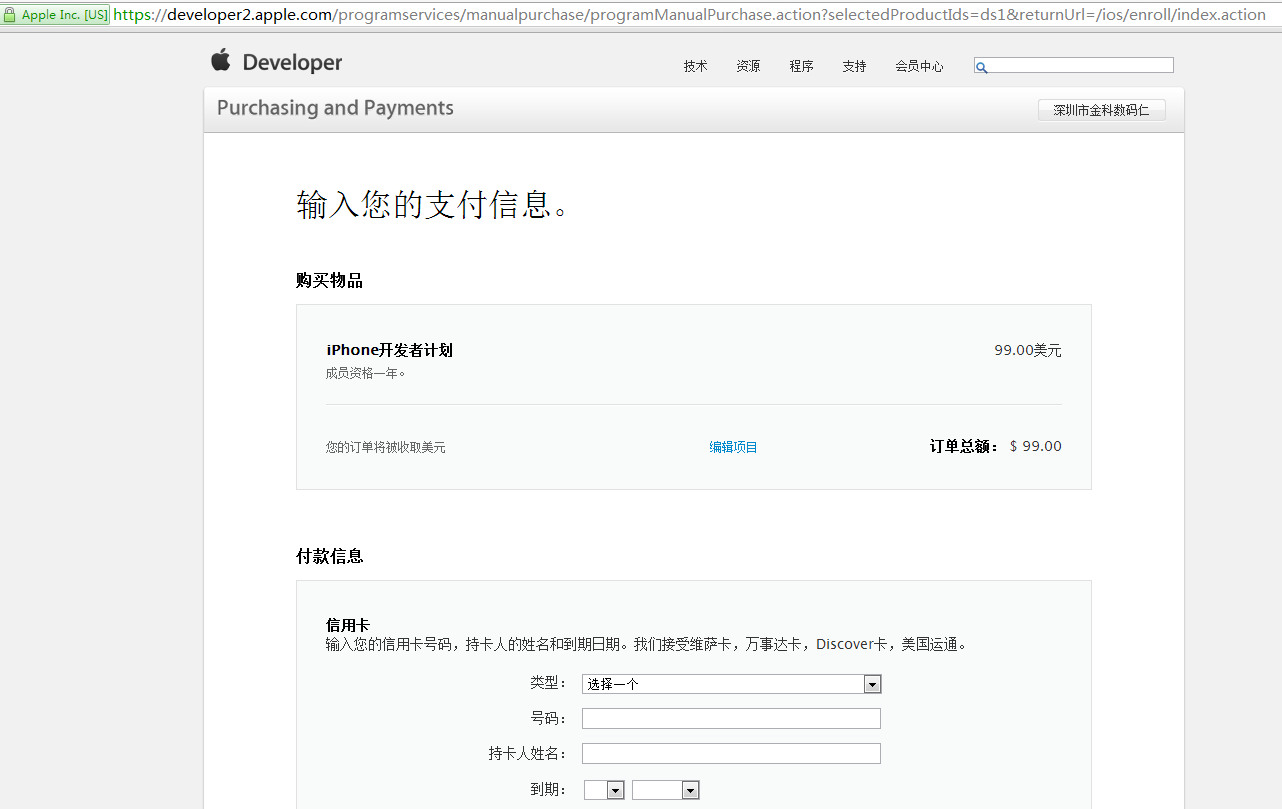 Apple Inc. [US] https://developer2.apple.com/programservices/manualpurchase/programManualPurchase.action?selectedProductIds=ds1&returnUrl=/ios/enroll/index.action
Developer 技术 资源 程序 支持 会员中心
Purchasing and Payments 深圳市金科数码仁
输入您的支付信息。
购买物品
iPhone开发者计划 99.00美元
成员资格一年。
您的订单将被收取美元 编辑项目 订单总额： $ 99.00
付款信息
信用卡
输入您的信用卡号码，持卡人的姓名和到期日期。我们接受维萨卡，万事达卡，Discover卡，美国运通。
类型： 选择一个
号码：
持卡人姓名：
到期：